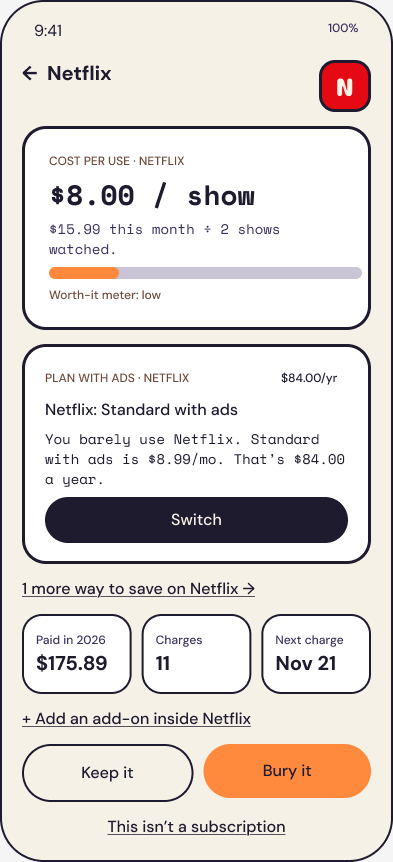 9:41
100%
← Netflix
N
COST PER USE · NETFLIX
$8.00 / show
$15.99 this month ÷ 2 shows
watched.
Worth-it meter: low
PLAN WITH ADS · NETFLIX
$84.00/yr
Netflix: Standard with ads
You barely use Netflix. Standard
with ads is $8.99/mo. That's $84.00
a year.
Switch
1 more way to save on Netflix →
Paid in 2026
$175.89
Charges
11
Next charge
Nov 21
+ Add an add-on inside Netflix
Keep it
Bury it
This isn't a subscription